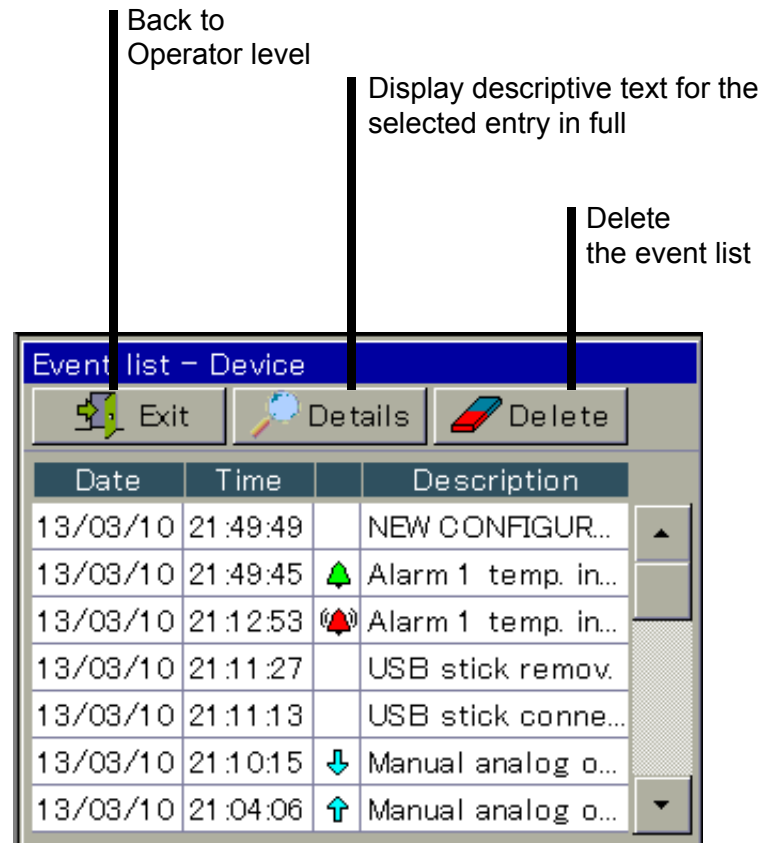 Back to
Operator level
Display descriptive text for the
selected entry in full
Delete
the event list
Event list - Device
Exit Details Delete
Date Time Description
13/03/10 21:49:49 NEW CONFIGUR...
13/03/10 21:49:45 Alarm 1 temp. in...
13/03/10 21:12:53 Alarm 1 temp. in...
13/03/10 21:11:27 USB stick remov.
13/03/10 21:11:13 USB stick conne...
13/03/10 21:10:15 Manual analog o...
13/03/10 21:04:06 Manual analog o...